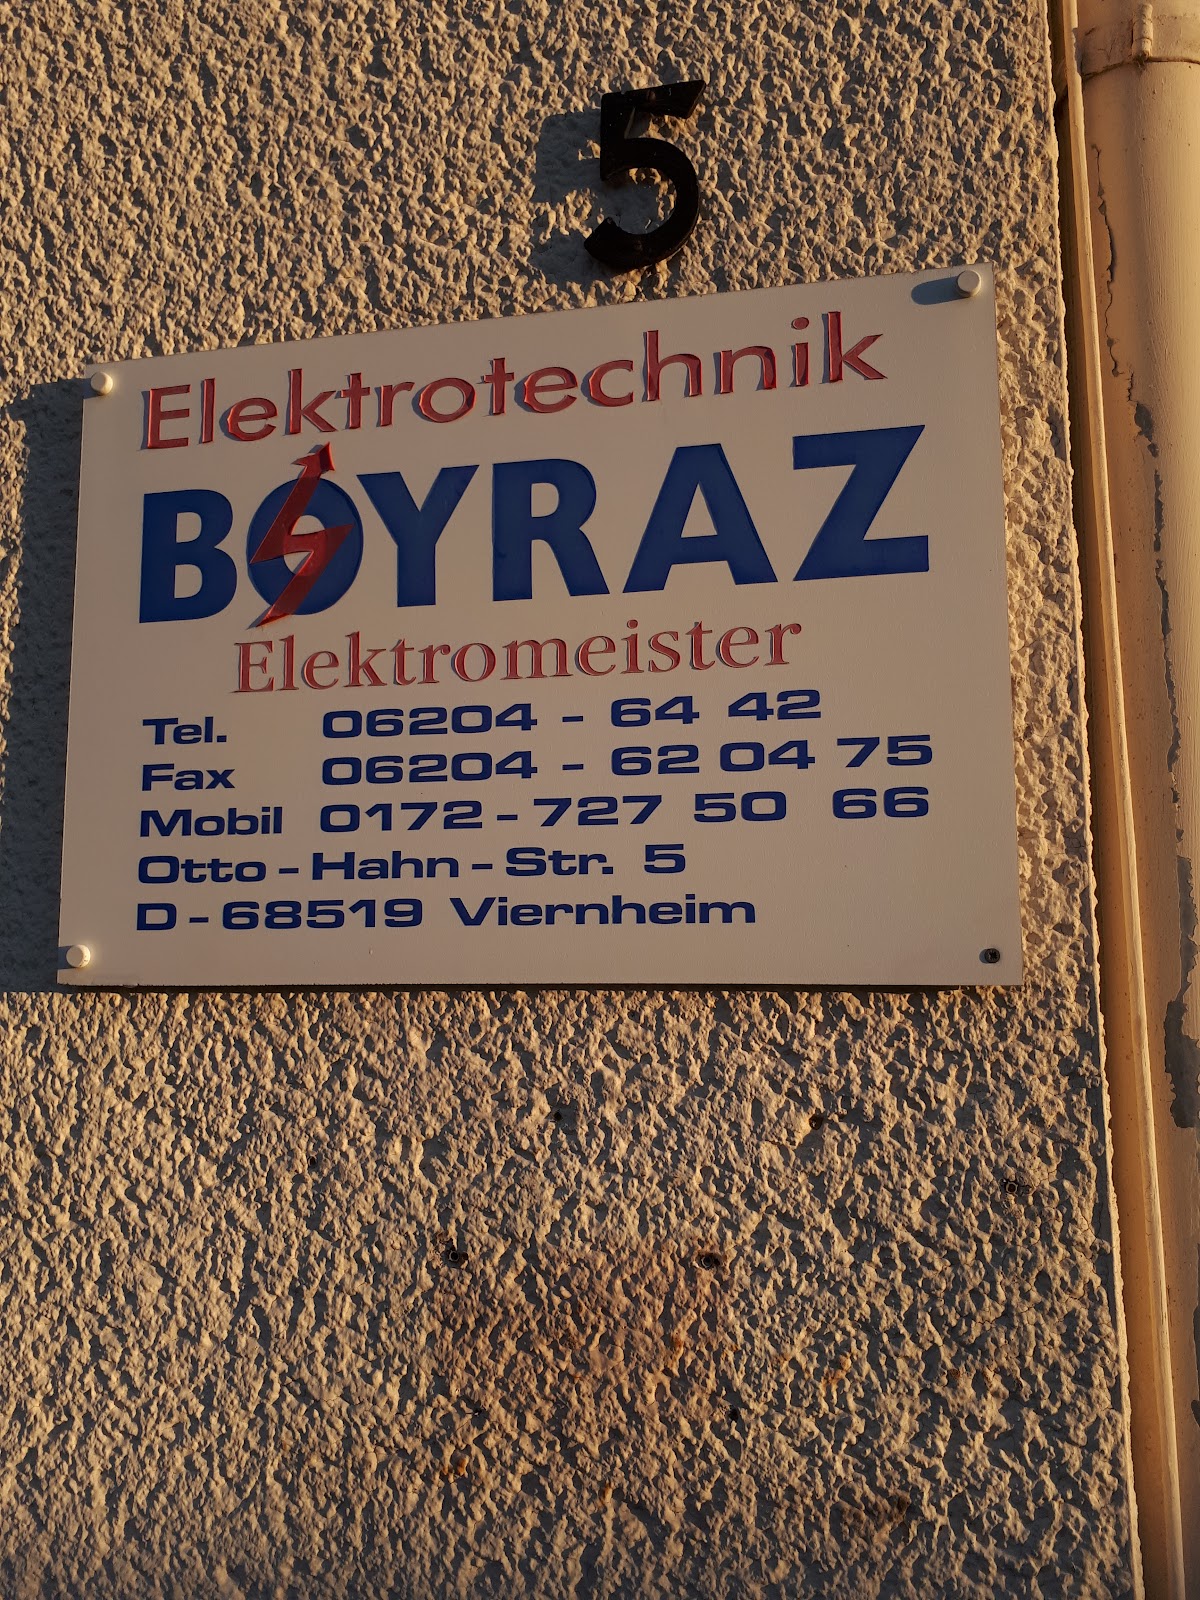 5
Elektrotechnik
BOYRAZ
Elektromeister
Tel. 06204 - 64 42
Fax 06204 - 62 04 75
Mobil 0172 - 727 50 66
Otto - Hahn - Str. 5
D - 68519 Viernheim